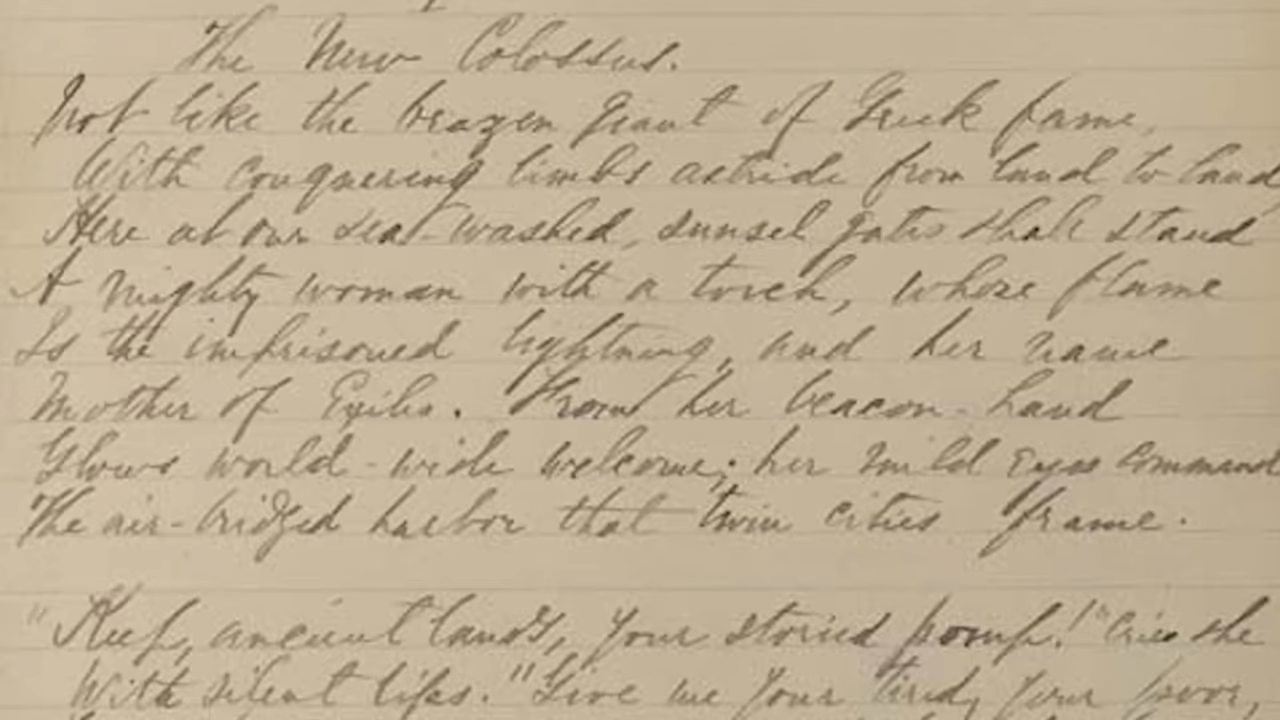 The New Colossus.
Not like the brazen giant of Greek fame,
With conquering limbs astride from land to land
Here at our sea-washed, sunset gates shall stand
A mighty woman with a torch, whose flame
Is the imprisoned lightning, and her name
Mother of Exiles. From her beacon-hand
Glows world-wide welcome; her mild eyes command
The air-bridged harbor that twin cities frame.
"Keep, ancient lands, your storied pomp!" cries she
With silent lips. "Give me your tired, your poor,